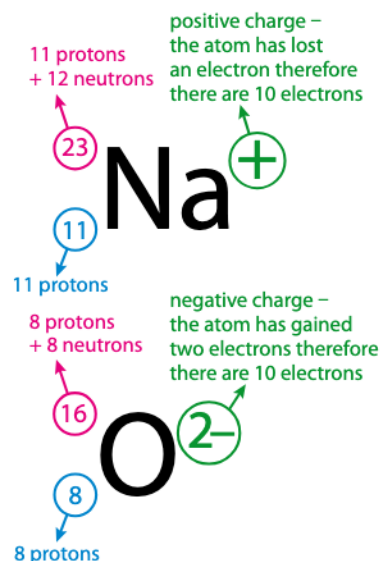 positive charge –
the atom has lost
an electron therefore
there are 10 electrons
11 protons
+ 12 neutrons
23
Na
+
11
11 protons
negative charge –
the atom has gained
two electrons therefore
there are 10 electrons
8 protons
+ 8 neutrons
16
O
2–
8
8 protons